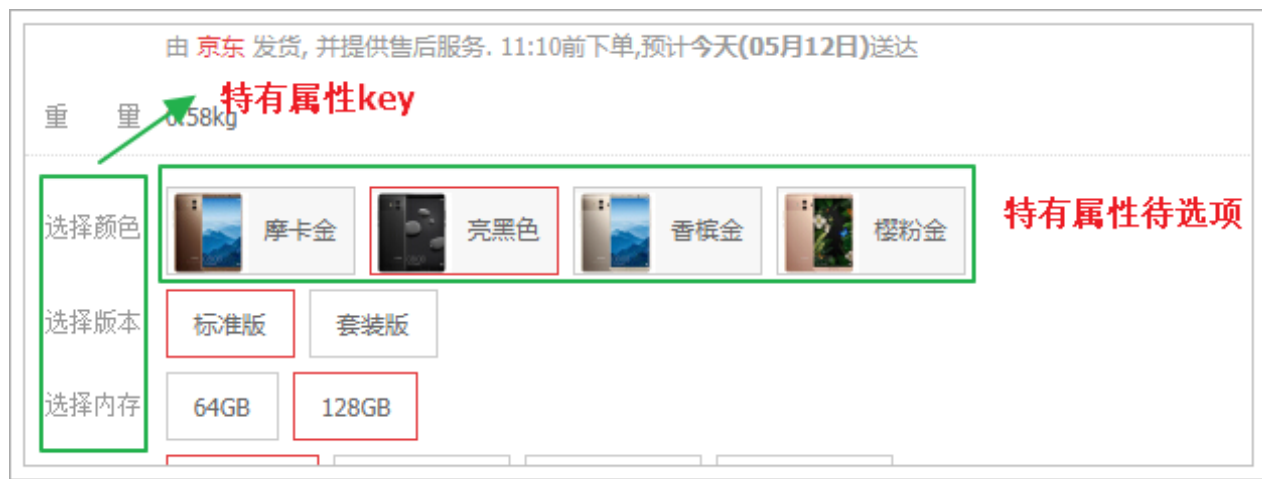 由 京东 发货, 并提供售后服务. 11:10前下单,预计今天(05月12日)送达
特有属性key
重 量 0.58kg
选择颜色 摩卡金 亮黑色 香槟金 樱粉金 特有属性待选项
选择版本 标准版 套装版
选择内存 64GB 128GB